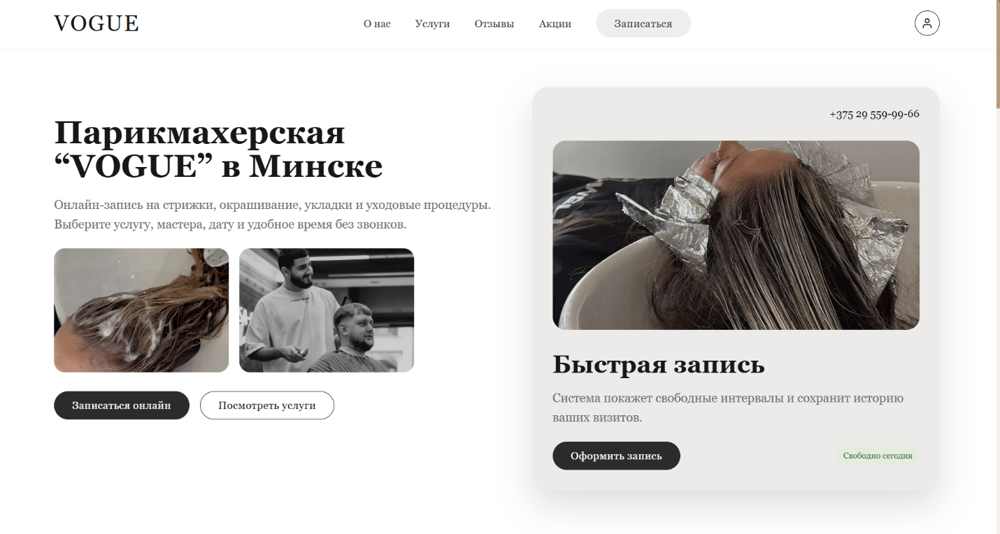 VOGUE
О нас
Услуги
Отзывы
Акции
Записаться
Парикмахерская
“VOGUE” в Минске
Онлайн-запись на стрижки, окрашивание, укладки и уходовые процедуры.
Выберите услугу, мастера, дату и удобное время без звонков.
Записаться онлайн
Посмотреть услуги
+375 29 559-99-66
Быстрая запись
Система покажет свободные интервалы и сохранит историю
ваших визитов.
Оформить запись
Свободно сегодня